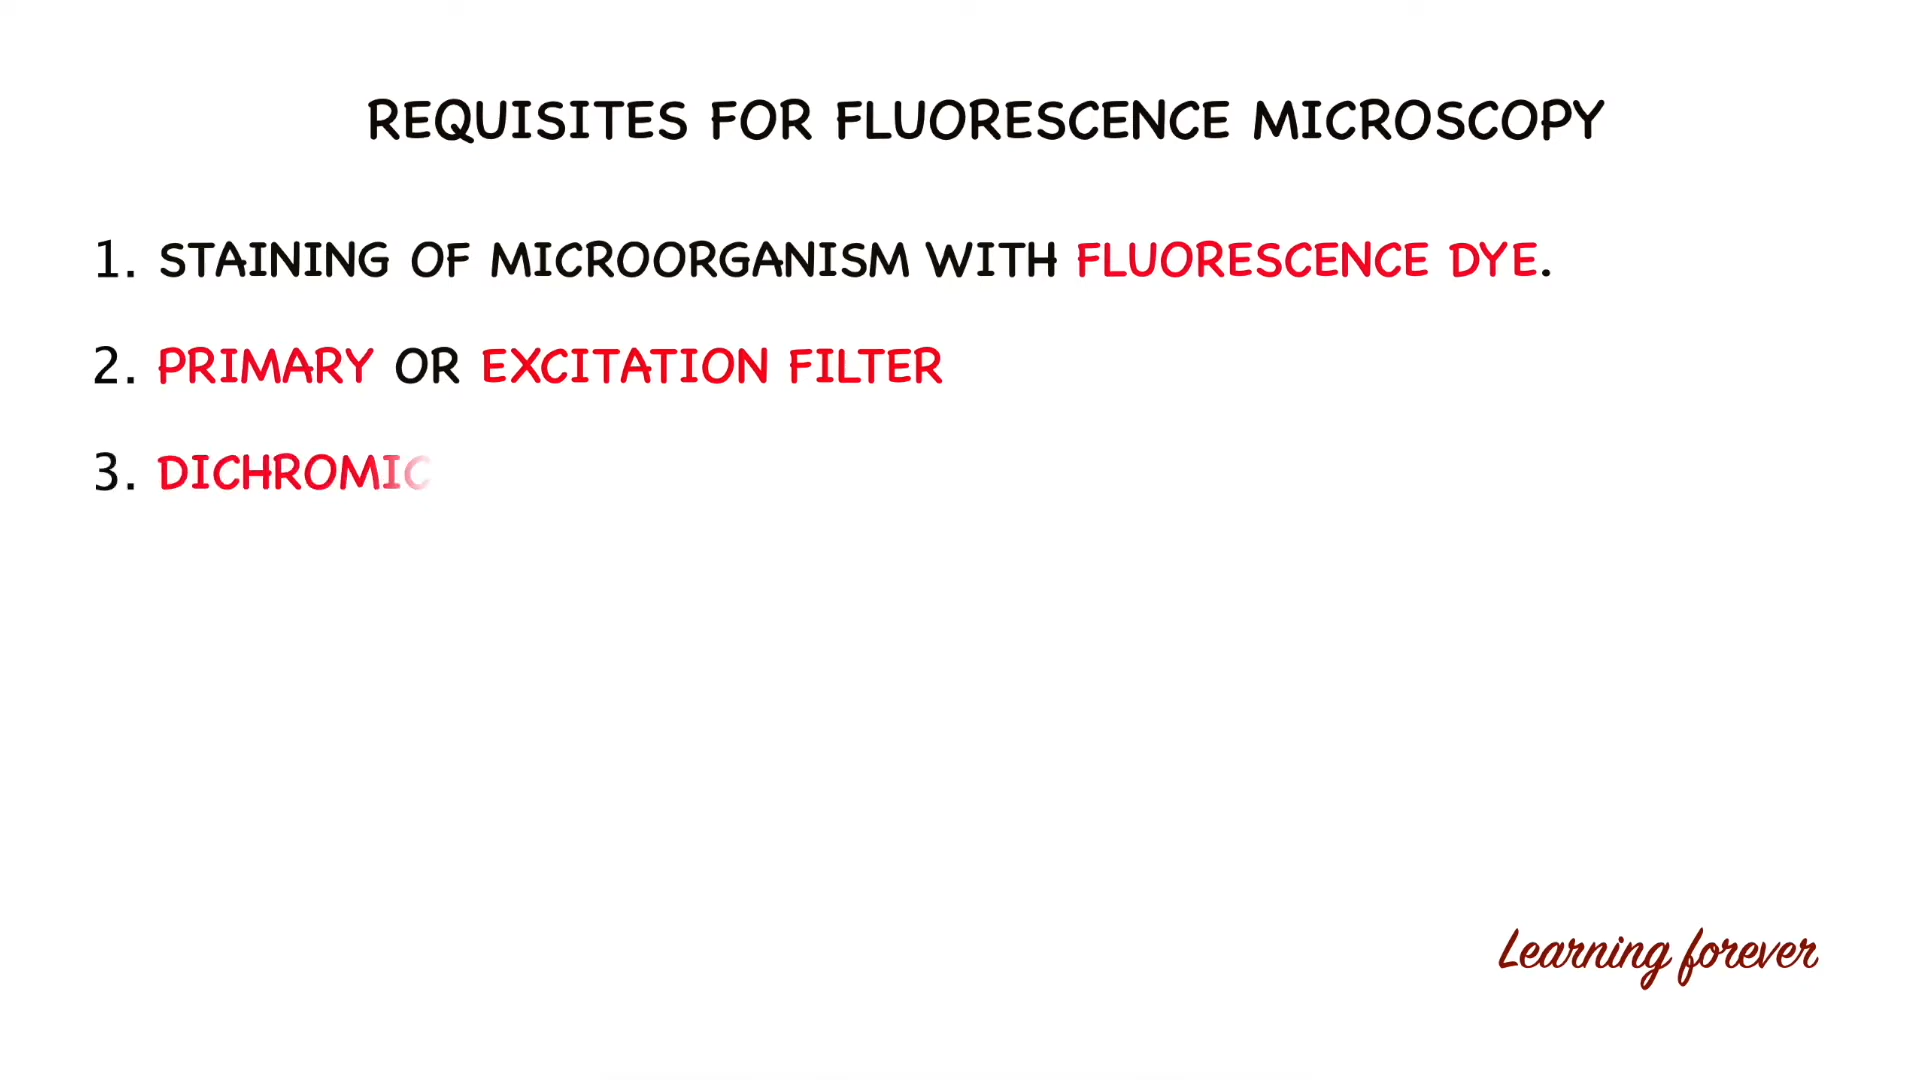 REQUISITES FOR FLUORESCENCE MICROSCOPY
1. STAINING OF MICROORGANISM WITH FLUORESCENCE DYE.
2. PRIMARY OR EXCITATION FILTER
3. DICHROMIC
Learning forever